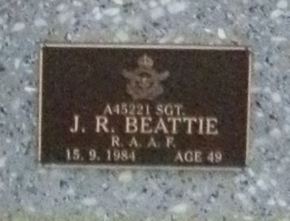 A45221 SGT.
J. R. BEATTIE
R. A. A. F.
15. 9. 1984 AGE 49